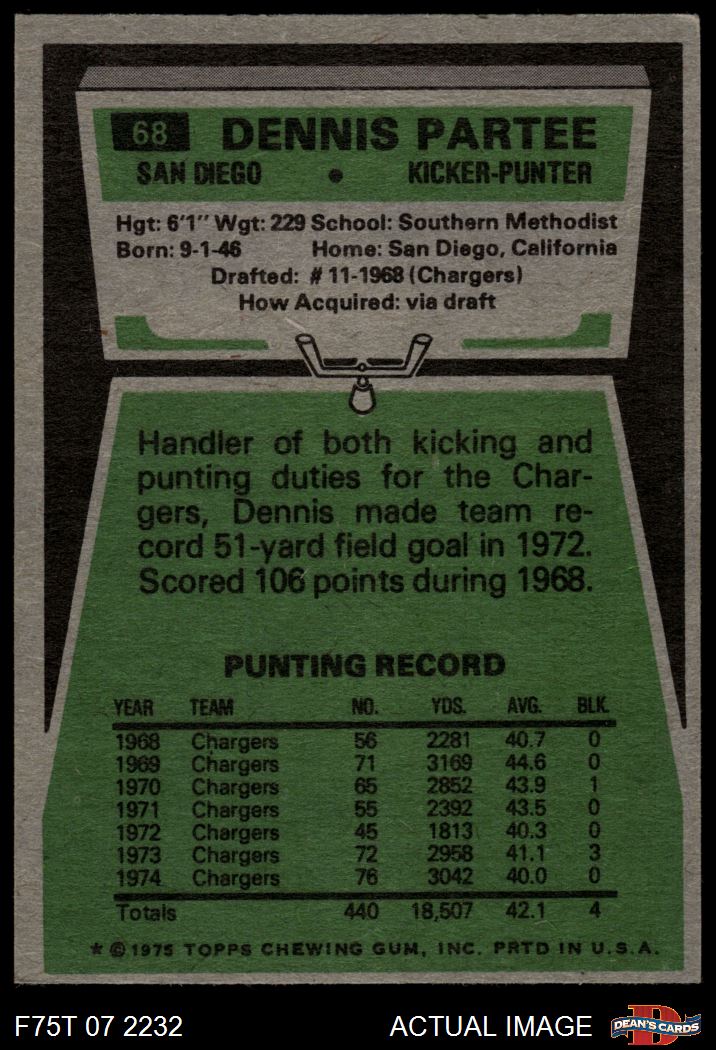 68 DENNIS PARTEE
SAN DIEGO • KICKER-PUNTER
Hgt: 6'1" Wgt: 229 School: Southern Methodist
Born: 9-1-46 Home: San Diego, California
Drafted: #11-1968 (Chargers)
How Acquired: via draft
Handler of both kicking and
punting duties for the Char-
gers, Dennis made team re-
cord 51-yard field goal in 1972.
Scored 106 points during 1968.
PUNTING RECORD
YEAR TEAM NO. YDS. AVG. BLK.
1968 Chargers 56 2281 40.7 0
1969 Chargers 71 3169 44.6 0
1970 Chargers 65 2852 43.9 1
1971 Chargers 55 2392 43.5 0
1972 Chargers 45 1813 40.3 0
1973 Chargers 72 2958 41.1 3
1974 Chargers 76 3042 40.0 0
Totals 440 18,507 42.1 4
* © 1975 TOPPS CHEWING GUM, INC. PRTD IN U.S.A.
F75T 07 2232 ACTUAL IMAGE DEAN'S CARDS